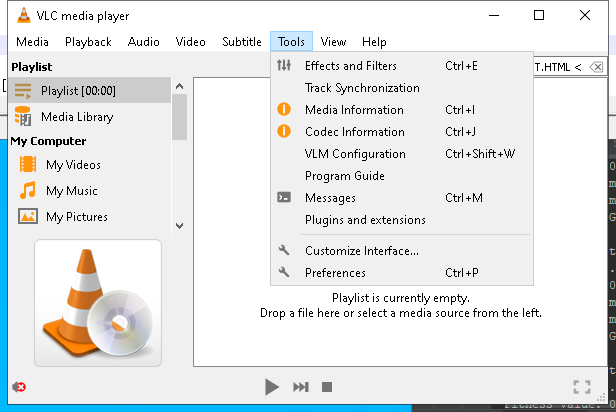 VLC media player
Media Playback Audio Video Subtitle Tools View Help
Playlist
Playlist [00:00]
Media Library
My Computer
My Videos
My Music
My Pictures
Effects and Filters Ctrl+E
Track Synchronization
Media Information Ctrl+I
Codec Information Ctrl+J
VLM Configuration Ctrl+Shift+W
Program Guide
Messages Ctrl+M
Plugins and extensions
Customize Interface...
Preferences Ctrl+P
T.HTML <
Playlist is currently empty.
Drop a file here or select a media source from the left.